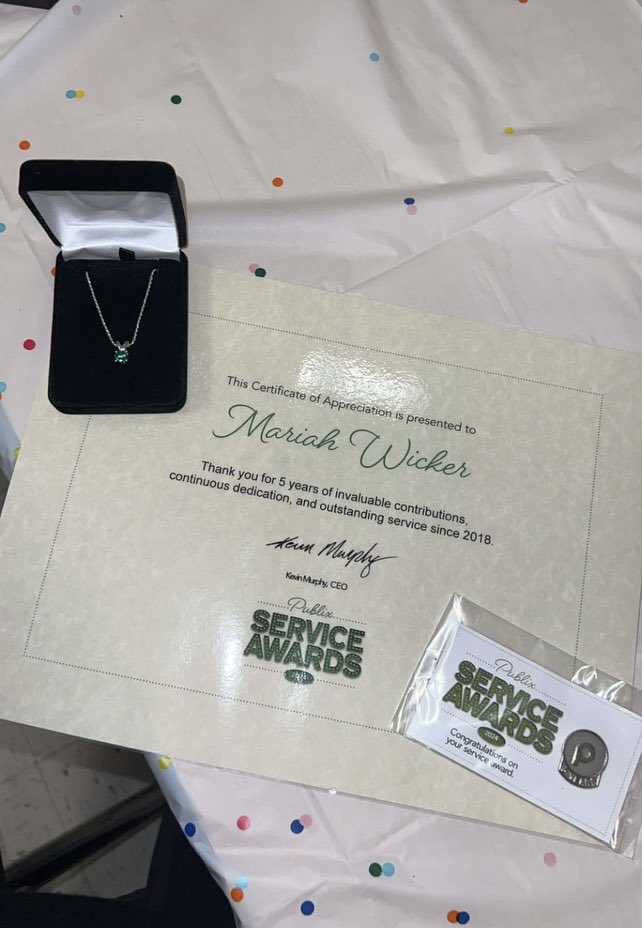 This Certificate of Appreciation is presented to
Mariah Wicker
Thank you for 5 years of invaluable contributions,
continuous dedication, and outstanding service since 2018.
Kevin Murphy
Kevin Murphy, CEO
Publix
SERVICE
AWARDS
Publix
SERVICE
AWARDS
2024
Congratulations on
your service award.
P